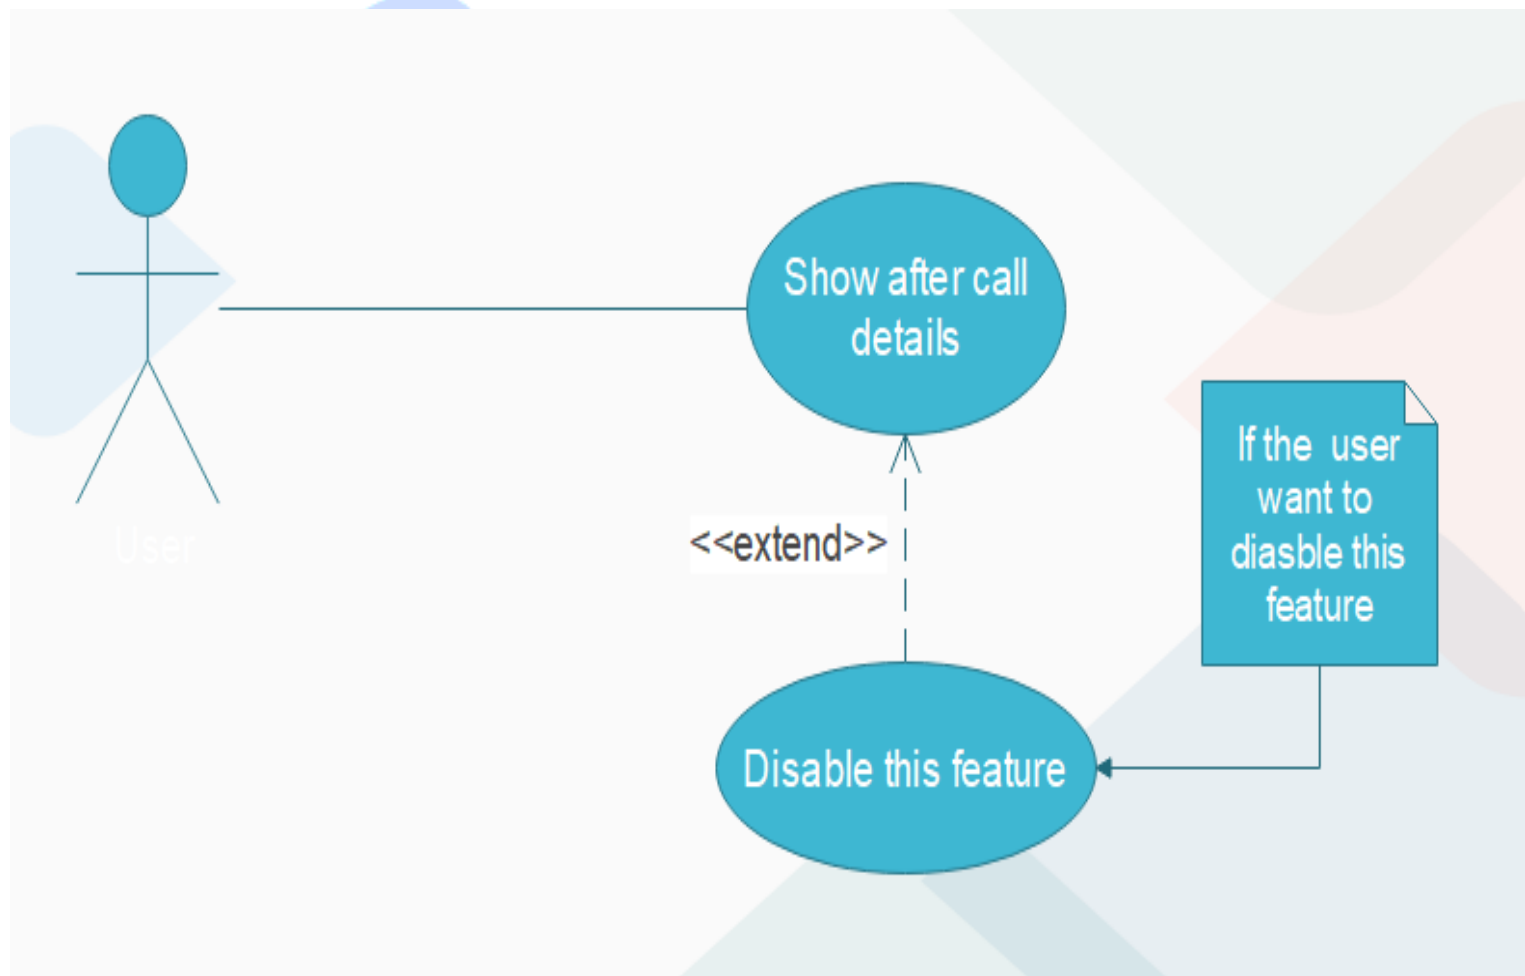 Show after call
details
If the  user
want to
diasble this
feature
<<extend>>
User
Disable this feature